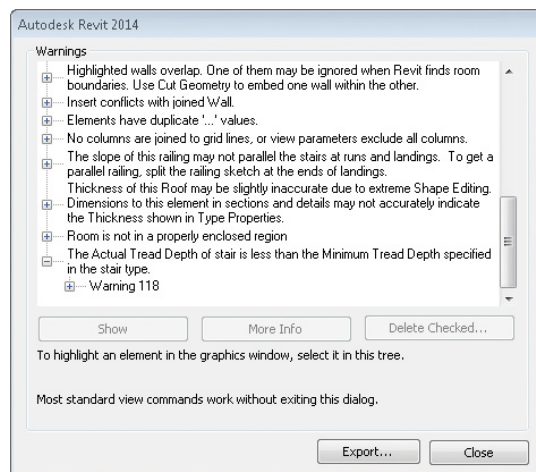 Autodesk Revit 2014
Warnings
Highlighted walls overlap. One of them may be ignored when Revit finds room
boundaries. Use Cut Geometry to embed one wall within the other.
Insert conflicts with joined Wall.
Elements have duplicate '...' values.
No columns are joined to grid lines, or view parameters exclude all columns.
The slope of this railing may not parallel the stairs at runs and landings. To get a
parallel railing, split the railing sketch at the ends of landings.
Thickness of this Roof may be slightly inaccurate due to extreme Shape Editing.
Dimensions to this element in sections and details may not accurately indicate
the Thickness shown in Type Properties.
Room is not in a properly enclosed region
The Actual Tread Depth of stair is less than the Minimum Tread Depth specified
in the stair type.
Warning 118
Show More Info Delete Checked...
To highlight an element in the graphics window, select it in this tree.
Most standard view commands work without exiting this dialog.
Export... Close